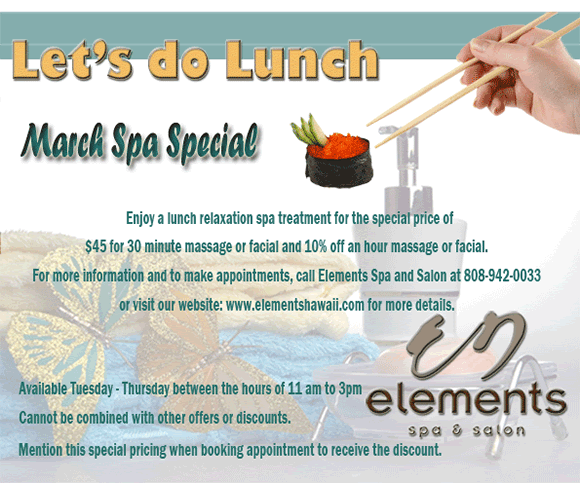 Let's do Lunch
March Spa Special
Enjoy a lunch relaxation spa treatment for the special price of
$45 for 30 minute massage or facial and 10% off an hour massage or facial.
For more information and to make appointments, call Elements Spa and Salon at 808-942-0033
or visit our website: www.elementshawaii.com for more details.
Available Tuesday - Thursday between the hours of 11 am to 3pm
Cannot be combined with other offers or discounts.
Mention this special pricing when booking appointment to receive the discount.
elements
spa & salon